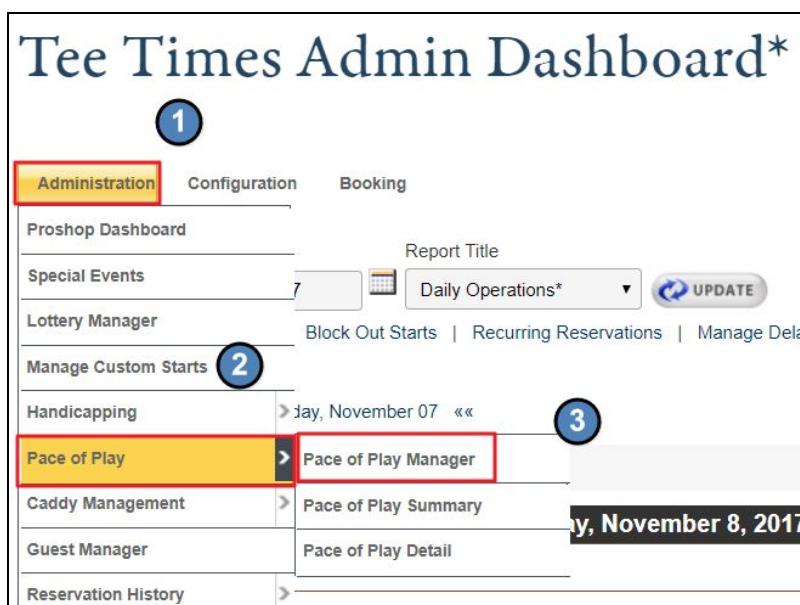 Tee Times Admin Dashboard*
1
Administration Configuration Booking
Proshop Dashboard
Report Title
Special Events
7 Daily Operations* UPDATE
Lottery Manager
Block Out Starts | Recurring Reservations | Manage Dela
Manage Custom Starts 2
Handicapping
day, November 07 ««
3
Pace of Play
Pace of Play Manager
Caddy Management
Pace of Play Summary
y, November 8, 2017
Guest Manager
Pace of Play Detail
Reservation History